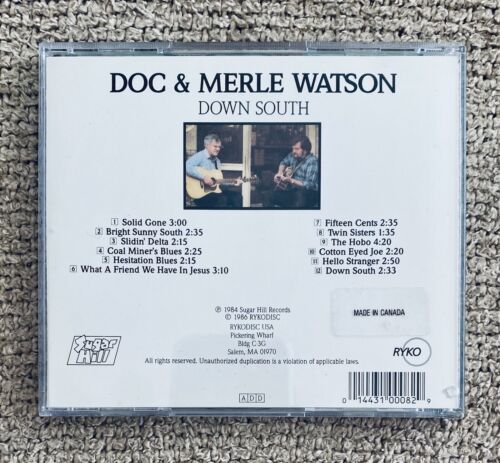 DOC & MERLE WATSON
DOWN SOUTH
1 Solid Gone 3:00
2 Bright Sunny South 2:35
3 Slidin' Delta 2:15
4 Coal Miner's Blues 2:25
5 Hesitation Blues 2:15
6 What A Friend We Have In Jesus 3:10
7 Fifteen Cents 2:35
8 Twin Sisters 1:35
9 The Hobo 4:20
10 Cotton Eyed Joe 2:20
11 Hello Stranger 2:50
12 Down South 2:33
℗ 1984 Sugar Hill Records
© 1986 RYKODISC
RYKODISC USA
Pickering Wharf
Bldg C 3G
Salem, MA 01970
All rights reserved. Unauthorized duplication is a violation of applicable laws.
MADE IN CANADA
Sugar
Hill
RYKO
ADD
0 14431 00082 9